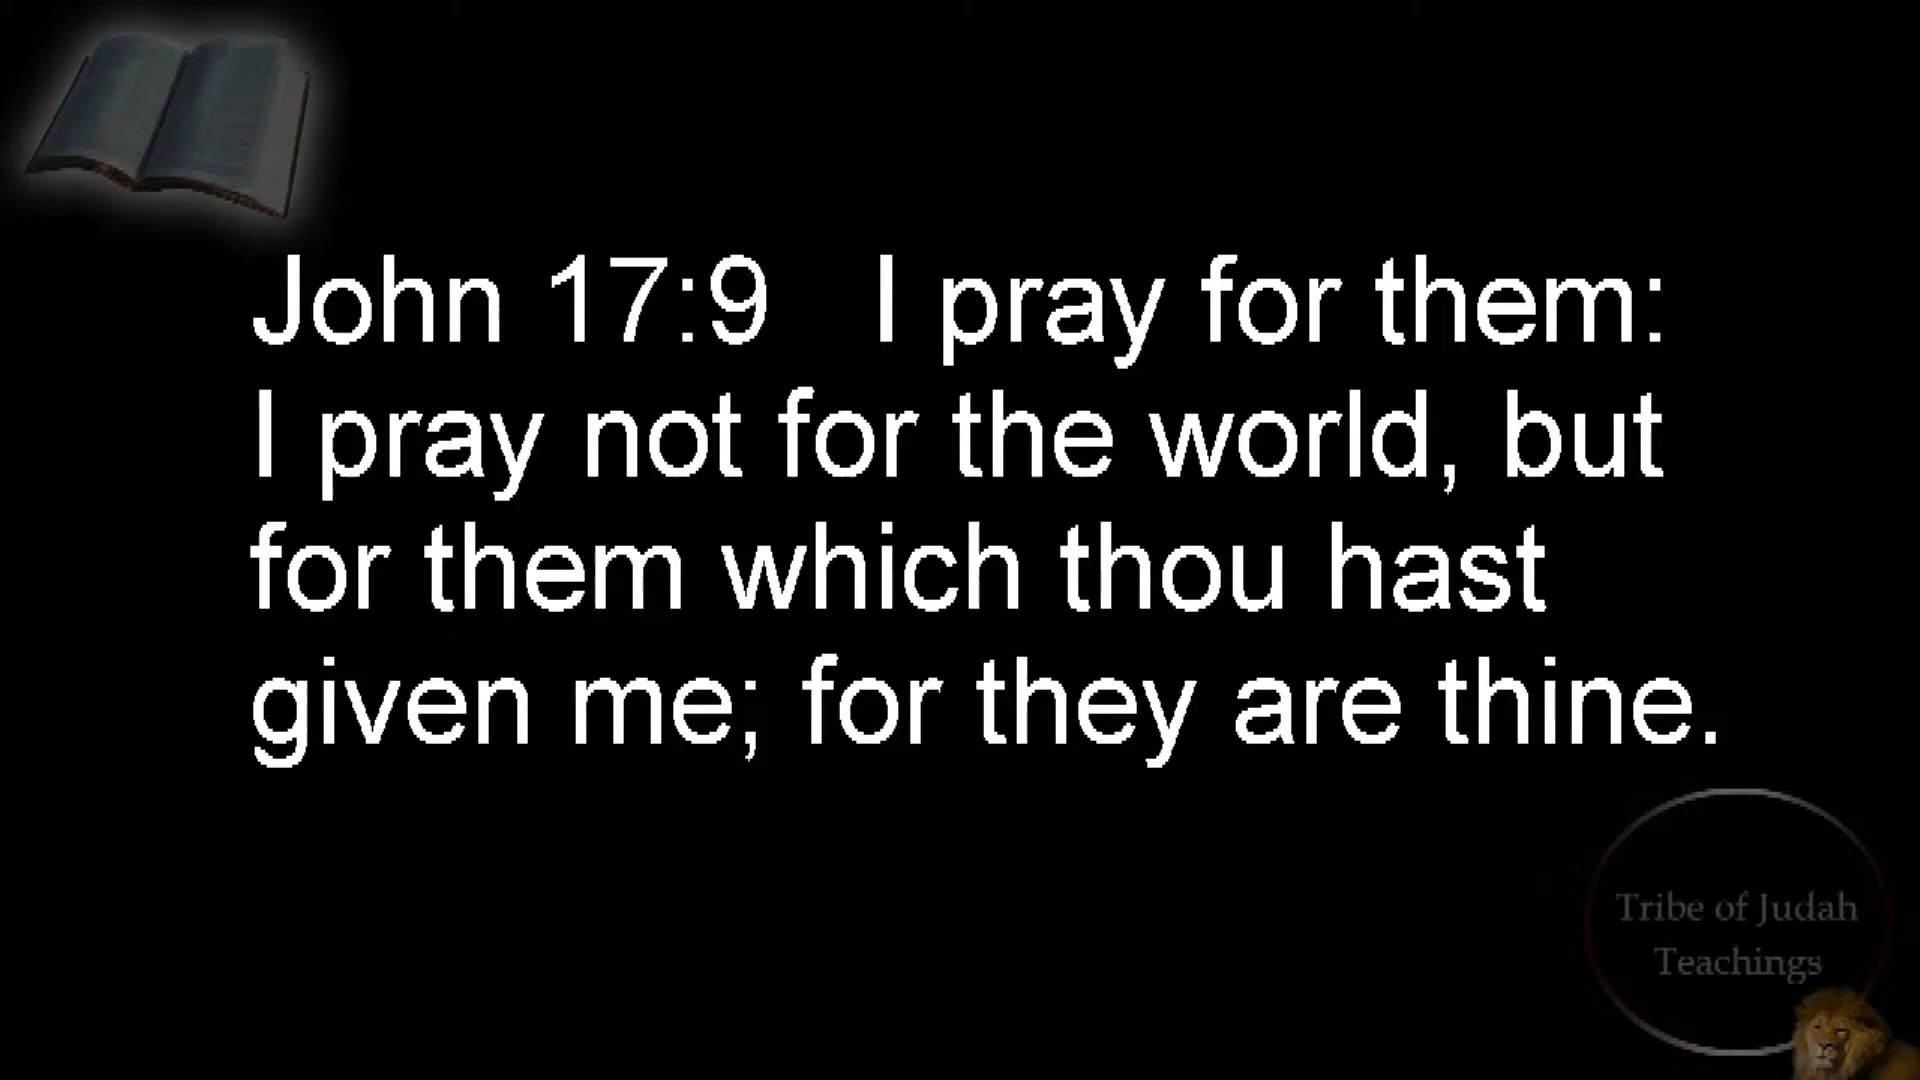 John 17:9   I pray for them:
I pray not for the world, but
for them which thou hast
given me; for they are thine.
Tribe of Judah
Teachings